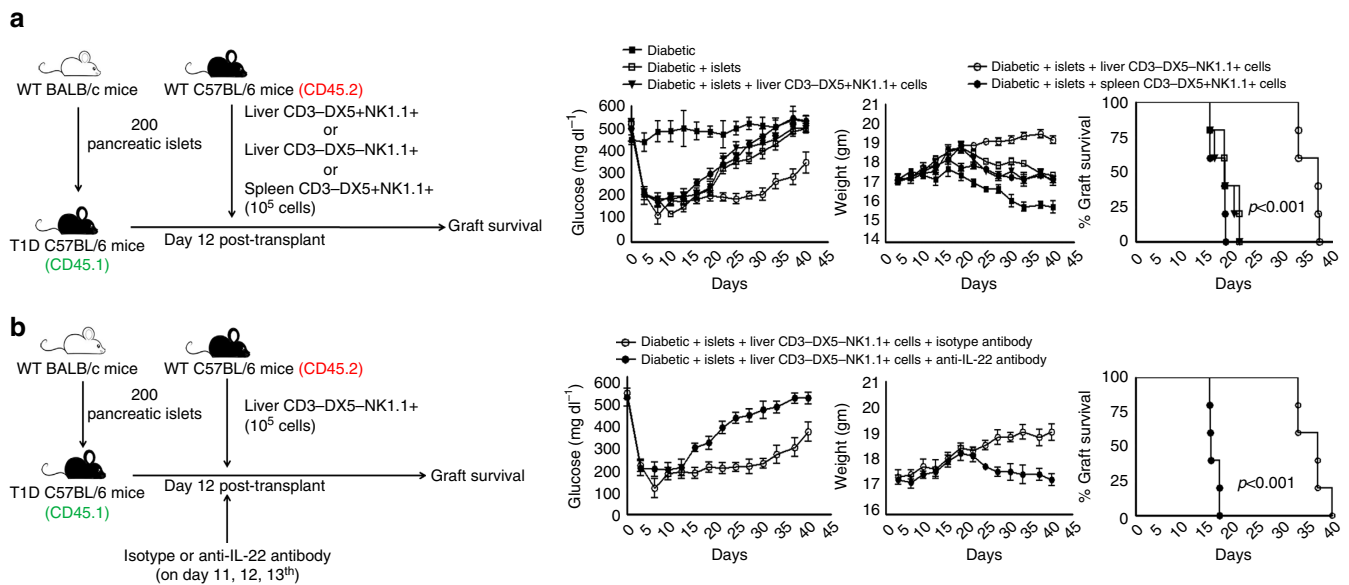 a
WT BALB/c mice
WT C57BL/6 mice (CD45.2)
200
pancreatic islets
Liver CD3–DX5+NK1.1+
or
Liver CD3–DX5–NK1.1+
or
Spleen CD3–DX5+NK1.1+
(10⁵ cells)
T1D C57BL/6 mice
(CD45.1)
Day 12 post-transplant
Graft survival
Diabetic
Diabetic + islets
Diabetic + islets + liver CD3–DX5+NK1.1+ cells
Diabetic + islets + liver CD3–DX5–NK1.1+ cells
Diabetic + islets + spleen CD3–DX5+NK1.1+ cells
Glucose (mg dl⁻¹)
600
500
400
300
200
100
0
0 5 10 15 20 25 30 35 40 45
Days
Weight (gm)
21
20
19
18
17
16
15
14
0 5 10 15 20 25 30 35 40 45
Days
% Graft survival
100
75
50
25
0
p<0.001
0 5 15 20 25 30 35 40
Days
b
WT BALB/c mice
WT C57BL/6 mice (CD45.2)
200
pancreatic islets
Liver CD3–DX5–NK1.1+
(10⁵ cells)
T1D C57BL/6 mice
(CD45.1)
Day 12 post-transplant
Graft survival
Isotype or anti-IL-22 antibody
(on day 11, 12, 13ᵗʰ)
Diabetic + islets + liver CD3–DX5–NK1.1+ cells + isotype antibody
Diabetic + islets + liver CD3–DX5–NK1.1+ cells + anti-IL-22 antibody
Glucose (mg dl⁻¹)
600
500
400
300
200
100
0
0 5 10 15 20 25 30 35 40 45
Days
Weight (gm)
21
20
19
18
17
16
0 5 10 15 20 25 30 35 40 45
Days
% Graft survival
100
75
50
25
0
p<0.001
0 5 15 20 25 30 35 40
Days